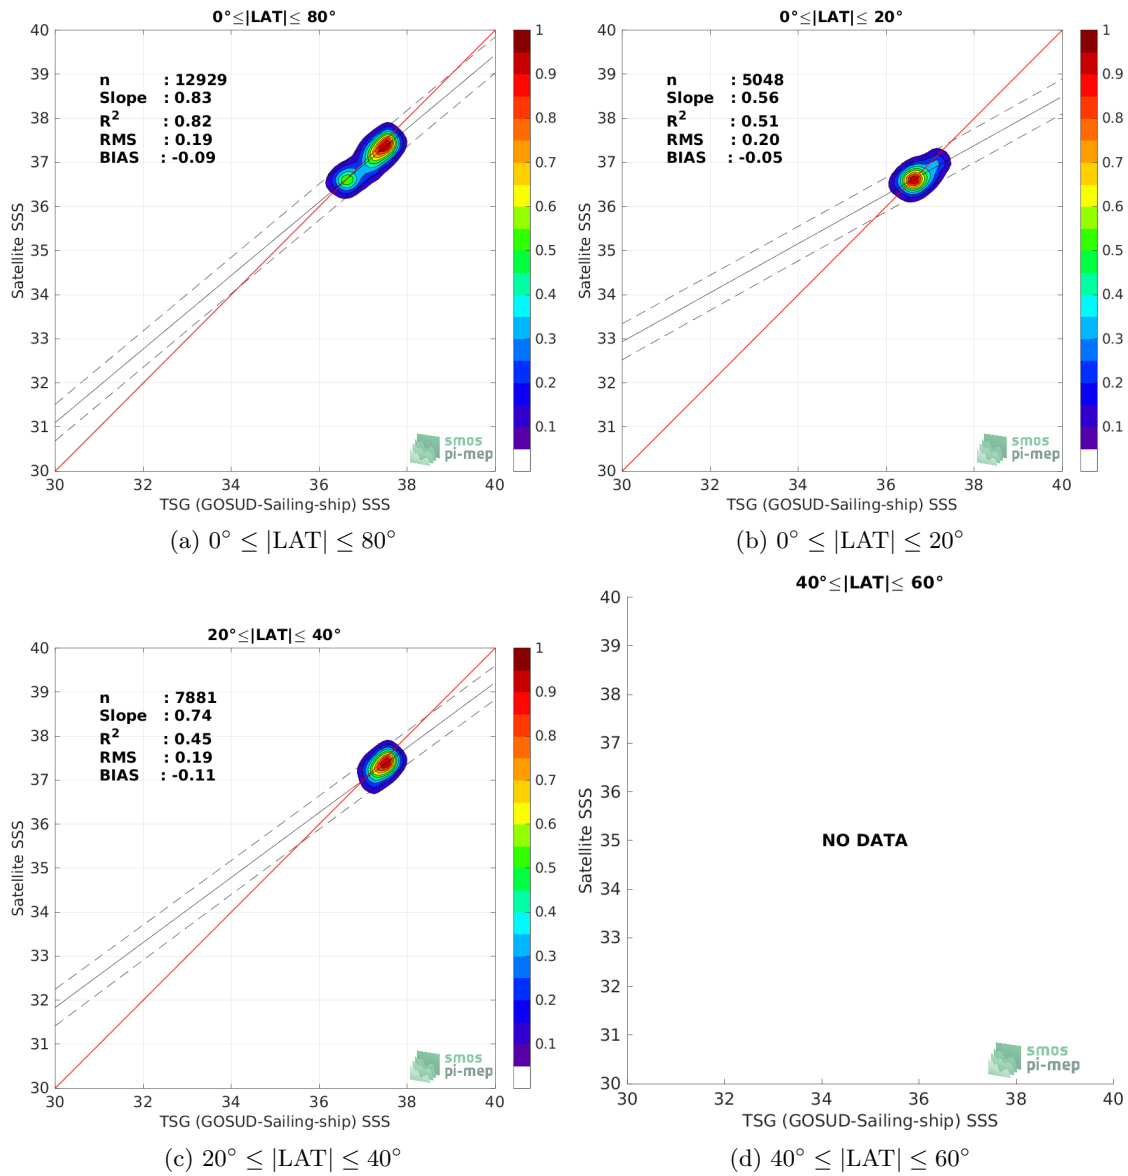 0°≤|LAT|≤ 80°
40
39
38
37
36
35
34
33
32
31
30
Satellite SSS
n : 12929
Slope : 0.83
R² : 0.82
RMS : 0.19
BIAS : -0.09
smos
pi-mep
30 32 34 36 38 40
TSG (GOSUD-Sailing-ship) SSS
1
0.9
0.8
0.7
0.6
0.5
0.4
0.3
0.2
0.1
(a) 0° ≤ |LAT| ≤ 80°
0°≤|LAT|≤ 20°
40
39
38
37
36
35
34
33
32
31
30
Satellite SSS
n : 5048
Slope : 0.56
R² : 0.51
RMS : 0.20
BIAS : -0.05
smos
pi-mep
30 32 34 36 38 40
TSG (GOSUD-Sailing-ship) SSS
1
0.9
0.8
0.7
0.6
0.5
0.4
0.3
0.2
0.1
(b) 0° ≤ |LAT| ≤ 20°
20°≤|LAT|≤ 40°
40
39
38
37
36
35
34
33
32
31
30
Satellite SSS
n : 7881
Slope : 0.74
R² : 0.45
RMS : 0.19
BIAS : -0.11
smos
pi-mep
30 32 34 36 38 40
TSG (GOSUD-Sailing-ship) SSS
1
0.9
0.8
0.7
0.6
0.5
0.4
0.3
0.2
0.1
(c) 20° ≤ |LAT| ≤ 40°
40°≤|LAT|≤ 60°
40
39
38
37
36
35
34
33
32
31
30
Satellite SSS
NO DATA
smos
pi-mep
30 32 34 36 38 40
TSG (GOSUD-Sailing-ship) SSS
(d) 40° ≤ |LAT| ≤ 60°